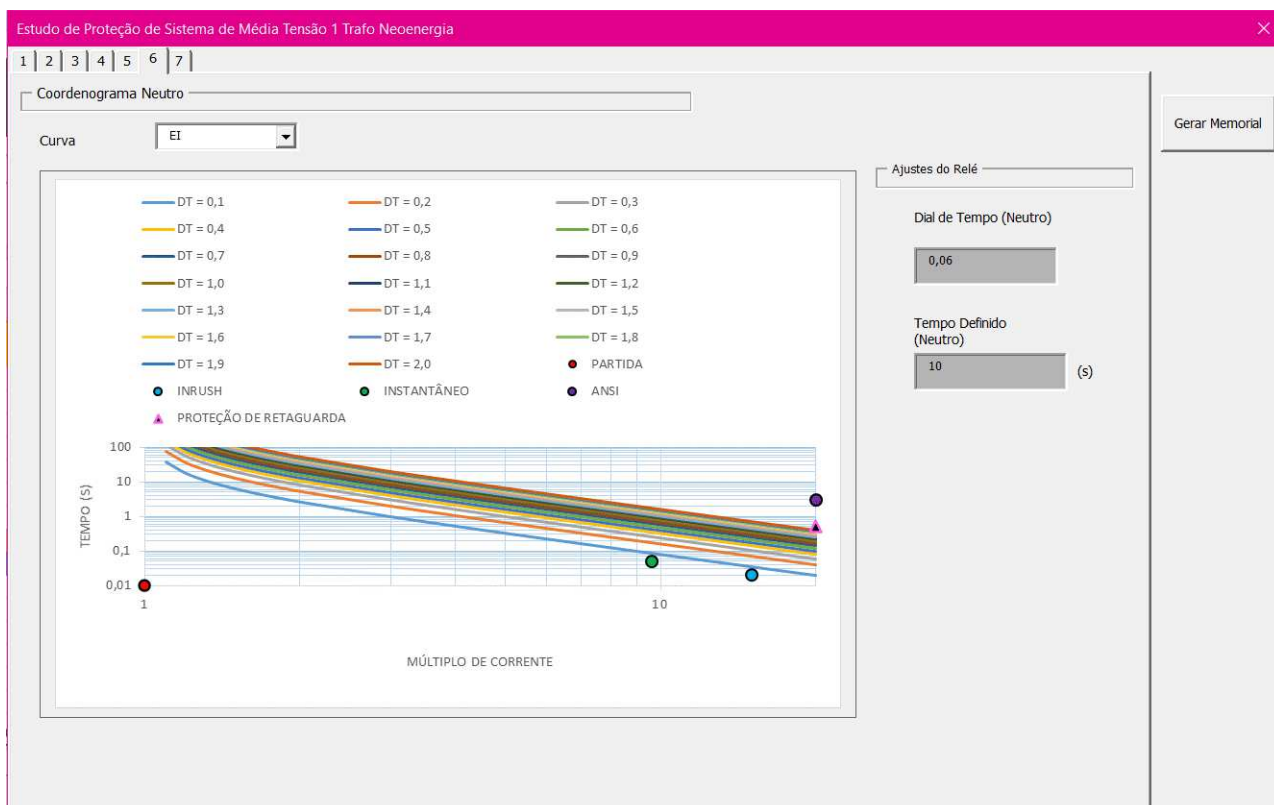 Estudo de Proteção de Sistema de Média Tensão 1 Trafo Neoenergia
1 2 3 4 5 6 7
Coordenograma Neutro
Gerar Memorial
Curva EI
Ajustes do Relé
DT = 0,1 DT = 0,2 DT = 0,3
DT = 0,4 DT = 0,5 DT = 0,6
DT = 0,7 DT = 0,8 DT = 0,9
DT = 1,0 DT = 1,1 DT = 1,2
DT = 1,3 DT = 1,4 DT = 1,5
DT = 1,6 DT = 1,7 DT = 1,8
DT = 1,9 DT = 2,0 PARTIDA
INRUSH INSTANTÂNEO ANSI
PROTEÇÃO DE RETAGUARDA
TEMPO (S)
100
10
1
0,1
0,01
1 10
MÚLTIPLO DE CORRENTE
Dial de Tempo (Neutro)
0,06
Tempo Definido
(Neutro)
10 (s)